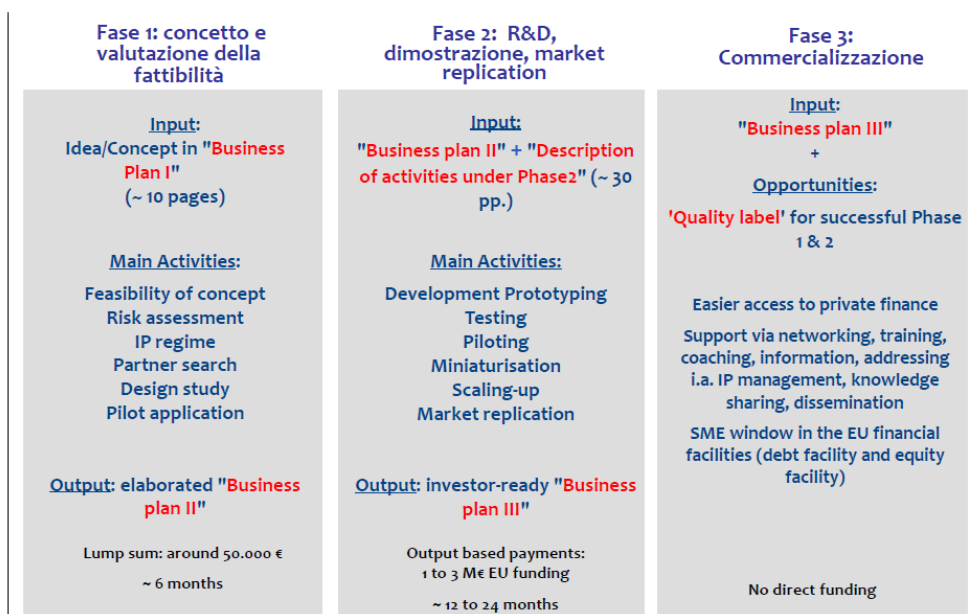 Fase 1: concetto e
valutazione della
fattibilità
Input:
Idea/Concept in "Business
Plan I"
(~ 10 pages)
Main Activities:
Feasibility of concept
Risk assessment
IP regime
Partner search
Design study
Pilot application
Output: elaborated "Business
plan II"
Lump sum: around 50.000 €
~ 6 months
Fase 2: R&D,
dimostrazione, market
replication
Input:
"Business plan II" + "Description
of activities under Phase2" (~ 30
pp.)
Main Activities:
Development Prototyping
Testing
Piloting
Miniaturisation
Scaling-up
Market replication
Output: investor-ready "Business
plan III"
Output based payments:
1 to 3 M€ EU funding
~ 12 to 24 months
Fase 3:
Commercializzazione
Input:
"Business plan III"
+
Opportunities:
'Quality label' for successful Phase
1 & 2
Easier access to private finance
Support via networking, training,
coaching, information, addressing
i.a. IP management, knowledge
sharing, dissemination
SME window in the EU financial
facilities (debt facility and equity
facility)
No direct funding